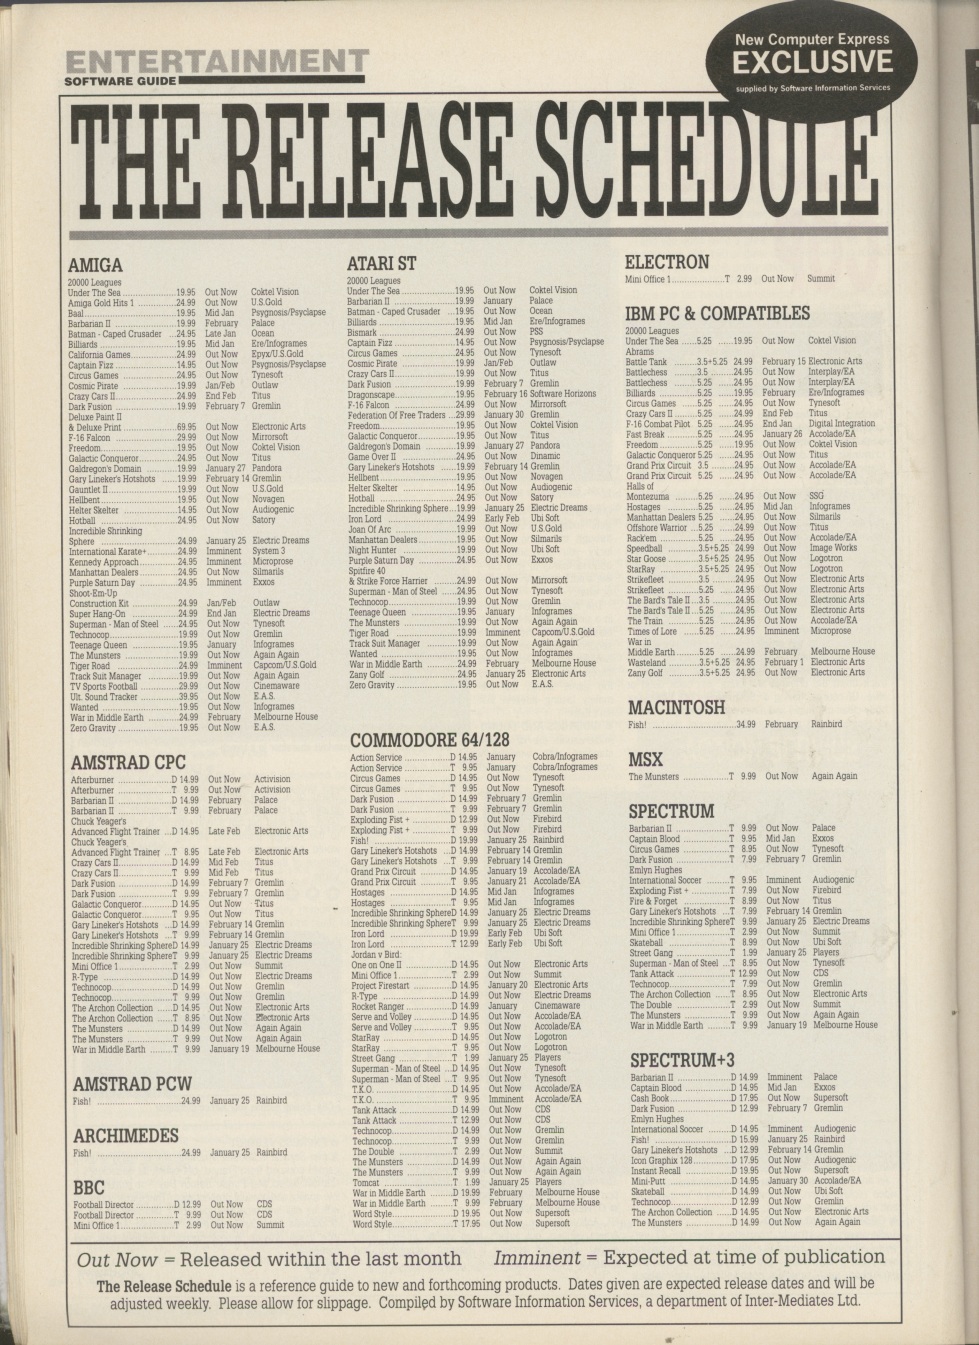 ENTERTAINMENT
SOFTWARE GUIDE
New Computer Express
EXCLUSIVE
supplied by Software Information Services
THE RELEASE SCHEDULE
AMIGA
20000 Leagues
Under The Sea ......19.95 Out Now Coktel Vision
Amiga Gold Hits 1 ......24.99 Out Now U.S.Gold
Baal......19.95 Mid Jan Psygnosis/Psyclapse
Barbarian II ......19.99 February Palace
Batman - Caped Crusader ...24.95 Late Jan Ocean
Billiards ......19.95 Mid Jan Ere/Infogrames
California Games......24.99 Out Now Epyx/U.S.Gold
Captain Fizz ......14.95 Out Now Psygnosis/Psyclapse
Circus Games ......24.95 Out Now Tynesoft
Cosmic Pirate ......19.99 Jan/Feb Outlaw
Crazy Cars II......24.99 End Feb Titus
Dark Fusion ......19.99 February 7 Gremlin
Deluxe Paint II
& Deluxe Print ......69.95 Out Now Electronic Arts
F-16 Falcon ......29.99 Out Now Mirrorsoft
Freedom......19.95 Out Now Coktel Vision
Galactic Conqueror......24.95 Out Now Titus
Galdregon's Domain ......19.99 January 27 Pandora
Gary Lineker's Hotshots ......19.99 February 14 Gremlin
Gauntlet II......19.99 Out Now U.S.Gold
Hellbent......19.95 Out Now Novagen
Helter Skelter ......14.95 Out Now Audiogenic
Hotball ......24.95 Out Now Satory
Incredible Shrinking
Sphere ......24.99 January 25 Electric Dreams
International Karate+......24.99 Imminent System 3
Kennedy Approach......24.95 Imminent Microprose
Manhattan Dealers ......24.95 Out Now Silmarils
Purple Saturn Day ......24.95 Imminent Exxos
Shoot-Em-Up
Construction Kit ......24.99 Jan/Feb Outlaw
Super Hang-On ......24.99 End Jan Electric Dreams
Superman - Man of Steel ......24.95 Out Now Tynesoft
Technocop......19.99 Out Now Gremlin
Teenage Queen ......19.95 January Infogrames
The Munsters ......19.99 Out Now Again Again
Tiger Road ......24.99 Imminent Capcom/U.S.Gold
Track Suit Manager ......19.99 Out Now Again Again
TV Sports Football ......29.99 Out Now Cinemaware
Ult. Sound Tracker ......39.95 Out Now E.A.S.
Wanted ......19.95 Out Now Infogrames
War in Middle Earth ......24.99 February Melbourne House
Zero Gravity ......19.95 Out Now E.A.S.
AMSTRAD CPC
Afterburner ......D 14.99 Out Now Activision
Afterburner ......T 9.99 Out Now Activision
Barbarian II ......D 14.99 February Palace
Barbarian II ......T 9.99 February Palace
Chuck Yeager's
Advanced Flight Trainer ...D 14.95 Late Feb Electronic Arts
Chuck Yeager's
Advanced Flight Trainer ...T 8.95 Late Feb Electronic Arts
Crazy Cars II......D 14.99 Mid Feb Titus
Crazy Cars II......T 9.99 Mid Feb Titus
Dark Fusion ......D 14.99 February 7 Gremlin
Dark Fusion ......T 9.99 February 7 Gremlin
Galactic Conqueror......D 14.95 Out Now Titus
Galactic Conqueror......T 9.95 Out Now Titus
Gary Lineker's Hotshots ...D 14.99 February 14 Gremlin
Gary Lineker's Hotshots ...T 9.99 February 14 Gremlin
Incredible Shrinking SphereD 14.99 January 25 Electric Dreams
Incredible Shrinking SphereT 9.99 January 25 Electric Dreams
Mini Office 1......T 2.99 Out Now Summit
R-Type ......D 14.99 Out Now Electric Dreams
Technocop......D 14.99 Out Now Gremlin
Technocop......T 9.99 Out Now Gremlin
The Archon Collection ......D 14.95 Out Now Electronic Arts
The Archon Collection ......T 8.95 Out Now Electronic Arts
The Munsters ......D 14.99 Out Now Again Again
The Munsters ......T 9.99 Out Now Again Again
War in Middle Earth ......T 9.99 January 19 Melbourne House
AMSTRAD PCW
Fish! ......24.99 January 25 Rainbird
ARCHIMEDES
Fish! ......24.99 January 25 Rainbird
BBC
Football Director ......D 12.99 Out Now CDS
Football Director ......T 9.99 Out Now CDS
Mini Office 1......T 2.99 Out Now Summit
ATARI ST
20000 Leagues
Under The Sea ......19.95 Out Now Coktel Vision
Barbarian II ......19.99 January Palace
Batman - Caped Crusader ...19.95 Out Now Ocean
Billiards ......19.95 Mid Jan Ere/Infogrames
Bismark ......24.95 Out Now PSS
Captain Fizz ......14.95 Out Now Psygnosis/Psyclapse
Circus Games ......24.95 Out Now Tynesoft
Cosmic Pirate ......19.99 Jan/Feb Outlaw
Crazy Cars II......19.99 Out Now Titus
Dark Fusion ......19.99 February 7 Gremlin
Dragonscape......19.95 February 16 Software Horizons
F-16 Falcon ......24.99 Out Now Mirrorsoft
Federation Of Free Traders ...29.99 January 30 Gremlin
Freedom......19.95 Out Now Coktel Vision
Galactic Conqueror......19.95 Out Now Titus
Galdregon's Domain ......19.99 January 27 Pandora
Game Over II ......24.95 Out Now Dinamic
Gary Lineker's Hotshots ......19.99 February 14 Gremlin
Hellbent ......19.95 Out Now Novagen
Helter Skelter ......14.95 Out Now Audiogenic
Hotball ......24.95 Out Now Satory
Incredible Shrinking Sphere...19.99 January 25 Electric Dreams
Iron Lord ......24.99 Early Feb Ubi Soft
Joan Of Arc ......19.99 Out Now U.S.Gold
Manhattan Dealers ......19.95 Out Now Silmarils
Night Hunter ......19.99 Out Now Ubi Soft
Purple Saturn Day ......24.95 Out Now Exxos
Spitfire 40
& Strike Force Harrier ......24.99 Out Now Mirrorsoft
Superman - Man of Steel ......24.95 Out Now Tynesoft
Technocop......19.99 Out Now Gremlin
Teenage Queen ......19.95 January Infogrames
The Munsters ......19.99 Out Now Again Again
Tiger Road ......19.99 Imminent Capcom/U.S.Gold
Track Suit Manager ......19.99 Out Now Again Again
Wanted ......19.95 Out Now Infogrames
War in Middle Earth ......24.99 February Melbourne House
Zany Golf ......24.95 January 25 Electronic Arts
Zero Gravity ......19.95 Out Now E.A.S.
COMMODORE 64/128
Action Service ......D 14.95 January Cobra/Infogrames
Action Service ......T 9.95 January Cobra/Infogrames
Circus Games ......D 14.95 Out Now Tynesoft
Circus Games ......T 9.95 Out Now Tynesoft
Dark Fusion ......D 14.99 February 7 Gremlin
Dark Fusion ......T 9.99 February 7 Gremlin
Exploding Fist + ......D 12.99 Out Now Firebird
Exploding Fist + ......T 9.99 Out Now Firebird
Fish! ......D 19.99 January 25 Rainbird
Gary Lineker's Hotshots ...D 14.99 February 14 Gremlin
Gary Lineker's Hotshots ...T 9.99 February 14 Gremlin
Grand Prix Circuit ......D 14.95 January 19 Accolade/EA
Grand Prix Circuit ......T 9.95 January 21 Accolade/EA
Hostages ......D 14.95 Mid Jan Infogrames
Hostages ......T 9.95 Mid Jan Infogrames
Incredible Shrinking SphereD 14.99 January 25 Electric Dreams
Incredible Shrinking SphereT 9.99 January 25 Electric Dreams
Iron Lord ......D 19.99 Early Feb Ubi Soft
Iron Lord ......T 12.99 Early Feb Ubi Soft
Jordan v Bird:
One on One II ......D 14.95 Out Now Electronic Arts
Mini Office 1......T 2.99 Out Now Summit
Project Firestart ......D 14.95 January 20 Electronic Arts
R-Type ......D 14.99 Out Now Electric Dreams
Rocket Ranger ......D 14.99 January Cinemaware
Serve and Volley ......D 14.95 Out Now Accolade/EA
Serve and Volley ......T 9.95 Out Now Accolade/EA
StarRay ......D 14.95 Out Now Logotron
StarRay ......T 9.95 Out Now Logotron
Street Gang ......T 1.99 January 25 Players
Superman - Man of Steel ...D 14.95 Out Now Tynesoft
Superman - Man of Steel ...T 9.95 Out Now Tynesoft
T.K.O. ......D 14.95 Out Now Accolade/EA
T.K.O. ......T 9.95 Imminent Accolade/EA
Tank Attack ......D 14.99 Out Now CDS
Tank Attack ......T 12.99 Out Now CDS
Technocop......D 14.99 Out Now Gremlin
Technocop......T 9.99 Out Now Gremlin
The Double ......T 2.99 Out Now Summit
The Munsters ......D 14.99 Out Now Again Again
The Munsters ......T 9.99 Out Now Again Again
Tomcat ......T 1.99 January 25 Players
War in Middle Earth ......D 19.99 February Melbourne House
War in Middle Earth ......T 9.99 February Melbourne House
Word Style......D 19.95 Out Now Supersoft
Word Style......T 17.95 Out Now Supersoft
ELECTRON
Mini Office 1......T 2.99 Out Now Summit
IBM PC & COMPATIBLES
20000 Leagues
Under The Sea ......5.25 ......19.95 Out Now Coktel Vision
Abrams
Battle Tank ......3.5+5.25 24.99 February 15 Electronic Arts
Battlechess ......3.5 ......24.95 Out Now Interplay/EA
Battlechess ......5.25 ......24.95 Out Now Interplay/EA
Billiards ......5.25 ......19.95 February Ere/Infogrames
Circus Games ......5.25 ......24.95 Out Now Tynesoft
Crazy Cars II ......5.25 ......24.99 End Feb Titus
F-16 Combat Pilot 5.25 ......24.95 End Jan Digital Integration
Fast Break ......5.25 ......24.95 January 26 Accolade/EA
Freedom......5.25 ......19.95 Out Now Coktel Vision
Galactic Conqueror 5.25 ......24.95 Out Now Titus
Grand Prix Circuit 3.5 ......24.95 Out Now Accolade/EA
Grand Prix Circuit 5.25 ......24.95 Out Now Accolade/EA
Halls of
Montezuma ......5.25 ......24.95 Out Now SSG
Hostages ......5.25 ......24.95 Mid Jan Infogrames
Manhattan Dealers 5.25 ......24.95 Out Now Silmarils
Offshore Warrior ...5.25 ......24.99 Out Now Titus
Rack'em ......5.25 ......24.95 Out Now Accolade/EA
Speedball ......3.5+5.25 24.99 Out Now Image Works
Star Goose ......3.5+5.25 24.95 Out Now Logotron
StarRay ......3.5+5.25 24.95 Out Now Logotron
Strikefleet ......3.5 ......24.95 Out Now Electronic Arts
Strikefleet ......5.25 ......24.95 Out Now Electronic Arts
The Bard's Tale II ...3.5 ......24.95 Out Now Electronic Arts
The Bard's Tale II ...5.25 ......24.95 Out Now Electronic Arts
The Train ......5.25 ......24.95 Out Now Accolade/EA
Times of Lore ......5.25 ......24.95 Imminent Microprose
War in
Middle Earth ......5.25 ......24.99 February Melbourne House
Wasteland ......3.5+5.25 24.95 February 1 Electronic Arts
Zany Golf ......3.5+5.25 24.95 Out Now Electronic Arts
MACINTOSH
Fish! ......34.99 February Rainbird
MSX
The Munsters ......T 9.99 Out Now Again Again
SPECTRUM
Barbarian II ......T 9.99 Out Now Palace
Captain Blood ......T 9.95 Mid Jan Exxos
Circus Games ......T 8.95 Out Now Tynesoft
Dark Fusion ......T 7.99 February 7 Gremlin
Emlyn Hughes
International Soccer ......T 9.95 Imminent Audiogenic
Exploding Fist + ......T 7.99 Out Now Firebird
Fire & Forget ......T 8.99 Out Now Titus
Gary Lineker's Hotshots ...T 7.99 February 14 Gremlin
Incredible Shrinking SphereT 9.99 January 25 Electric Dreams
Mini Office 1......T 2.99 Out Now Summit
Skateball ......T 8.99 Out Now Ubi Soft
Street Gang ......T 1.99 January 25 Players
Superman - Man of Steel ...T 8.95 Out Now Tynesoft
Tank Attack ......T 12.99 Out Now CDS
Technocop......T 7.99 Out Now Gremlin
The Archon Collection ......T 8.95 Out Now Electronic Arts
The Double ......T 2.99 Out Now Summit
The Munsters ......T 9.99 Out Now Again Again
War in Middle Earth ......T 9.99 January 19 Melbourne House
SPECTRUM+3
Barbarian II ......D 14.99 Imminent Palace
Captain Blood ......D 14.95 Mid Jan Exxos
Cash Book ......D 17.95 Out Now Supersoft
Dark Fusion ......D 12.99 February 7 Gremlin
Emlyn Hughes
International Soccer ......D 14.95 Imminent Audiogenic
Fish! ......D 15.99 January 25 Rainbird
Gary Lineker's Hotshots ...D 12.99 February 14 Gremlin
Icon Graphix 128......D 17.95 Out Now Audiogenic
Instant Recall ......D 19.95 Out Now Supersoft
Mini-Putt ......D 14.95 January 30 Accolade/EA
Skateball ......D 14.99 Out Now Ubi Soft
Technocop......D 12.99 Out Now Gremlin
The Archon Collection ......D 14.95 Out Now Electronic Arts
The Munsters ......D 14.99 Out Now Again Again
Out Now = Released within the last month Imminent = Expected at time of publication
The Release Schedule is a reference guide to new and forthcoming products. Dates given are expected release dates and will be
adjusted weekly. Please allow for slippage. Compiled by Software Information Services, a department of Inter-Mediates Ltd.